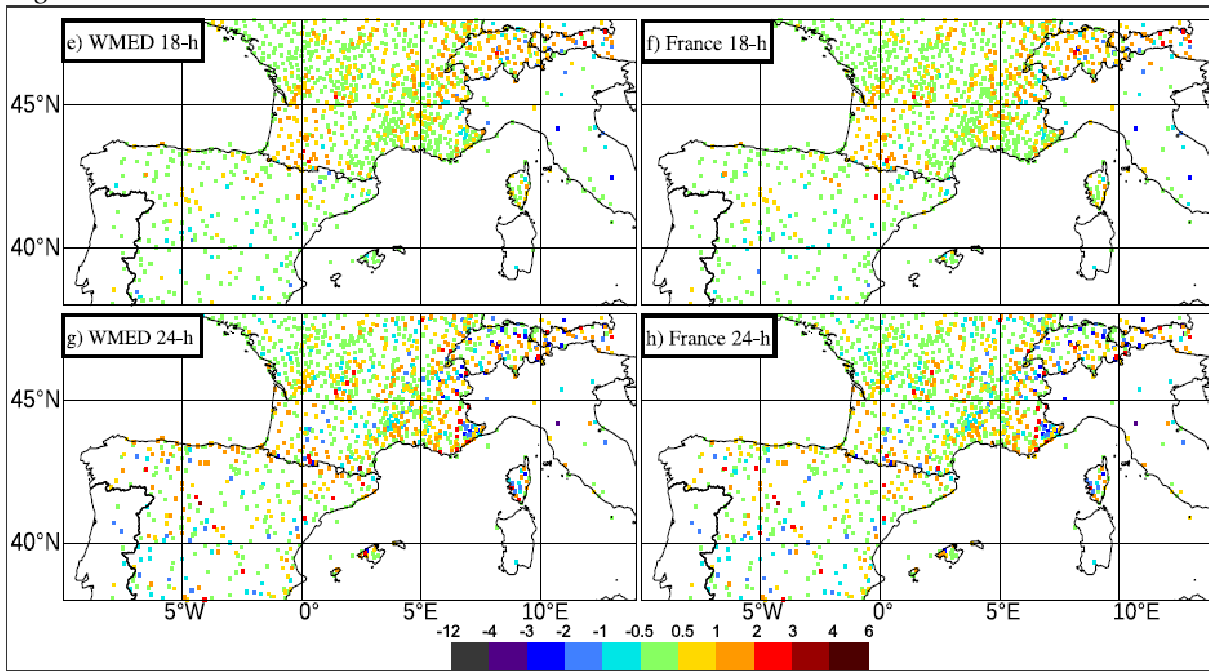 e) WMED 18-h
f) France 18-h
45°N
40°N
g) WMED 24-h
h) France 24-h
45°N
40°N
5°W 0° 5°E 10°E 5°W 0° 5°E 10°E
-12 -4 -3 -2 -1 -0.5 0.5 1 2 3 4 6